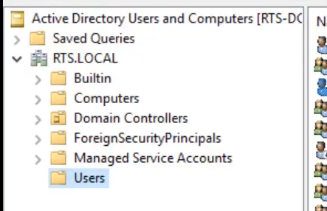 Active Directory Users and Computers [RTS-DC
Saved Queries
RTS.LOCAL
Builtin
Computers
Domain Controllers
ForeignSecurityPrincipals
Managed Service Accounts
Users
N